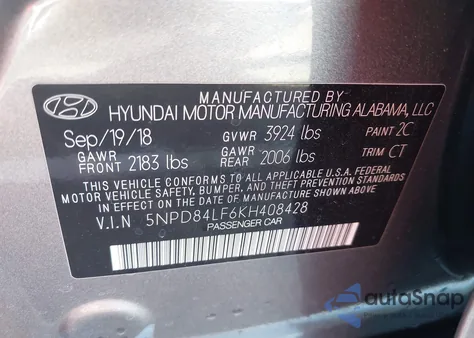 MANUFACTURED BY
HYUNDAI MOTOR MANUFACTURING ALABAMA, LLC
Sep/19/18 GVWR 3924 lbs PAINT 2C
GAWR FRONT 2183 lbs GAWR REAR 2006 lbs TRIM CT
THIS VEHICLE CONFORMS TO ALL APPLICABLE U.S.A. FEDERAL
MOTOR VEHICLE SAFETY, BUMPER, AND THEFT PREVENTION STANDARDS
IN EFFECT ON THE DATE OF MANUFACTURE SHOWN ABOVE.
V.I.N 5NPD84LF6KH408428
PASSENGER CAR
autoSnap